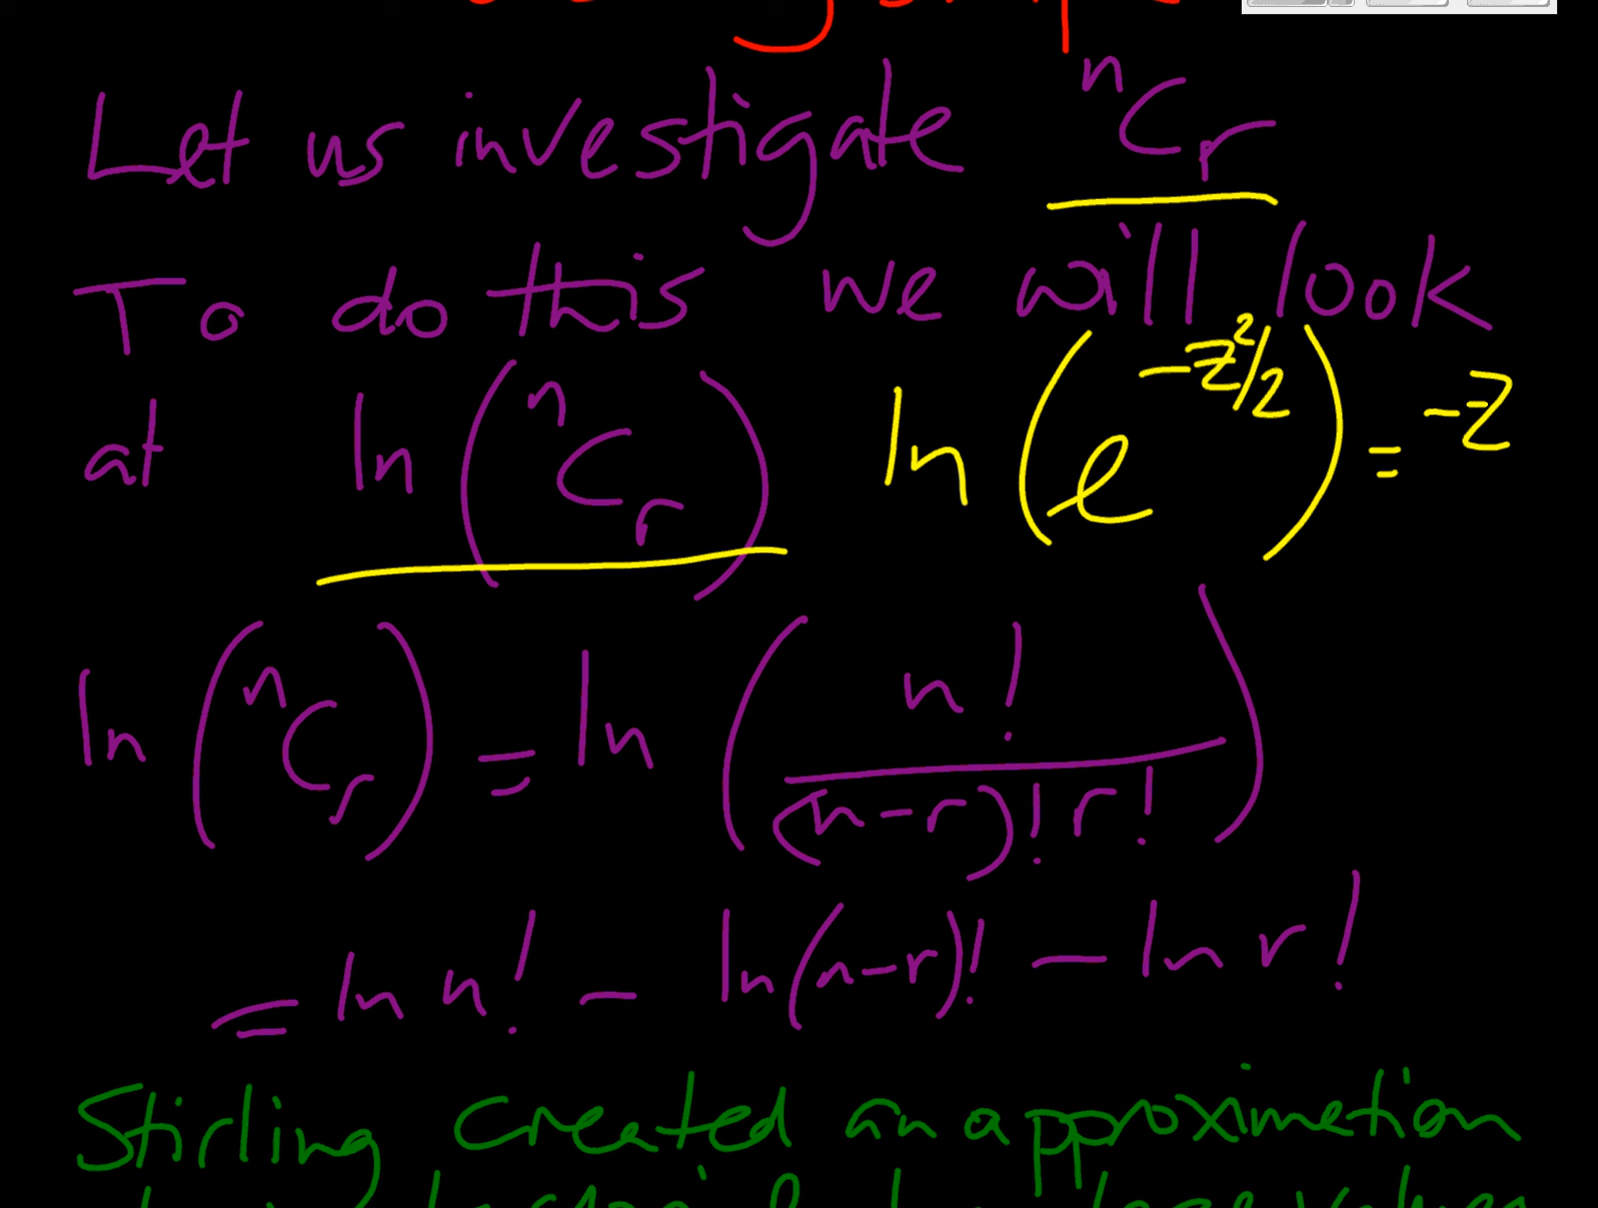 Let us investigate ⁿCᵣ
To do this we will look
at ln(ⁿCᵣ) ln(e^(-z²/2)) = -z
ln(ⁿCᵣ) = ln(n!/((n-r)!r!))
= ln n! - ln(n-r)! - ln r!
Stirling created an approximation